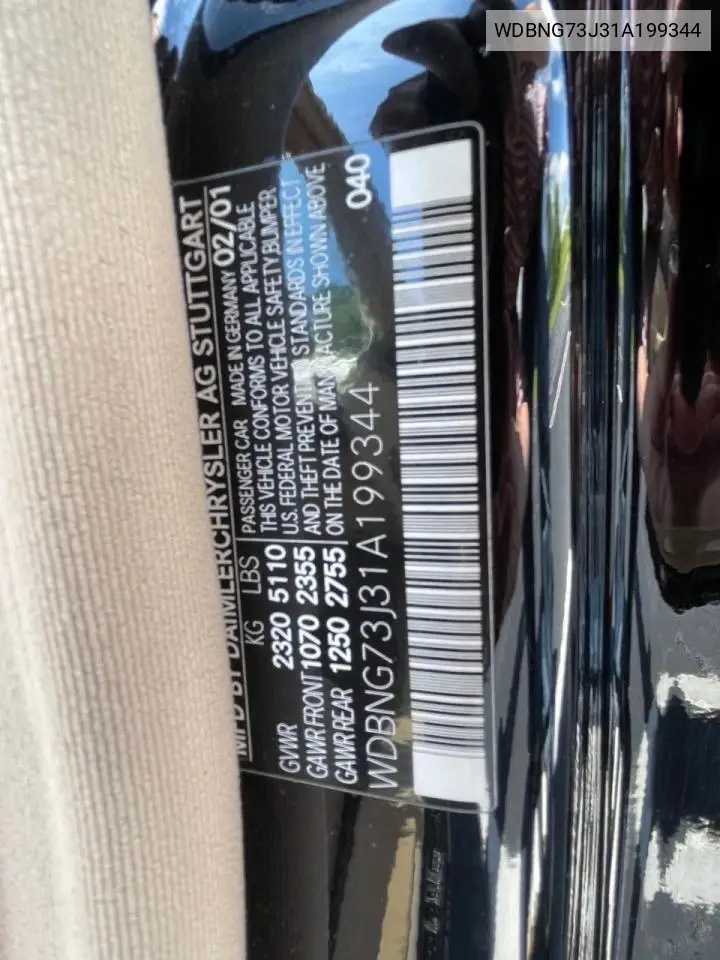 WDBNG73J31A199344
MFD BY DAIMLERCHRYSLER AG STUTTGART
KG LBS PASSENGER CAR MADE IN GERMANY 02/01
THIS VEHICLE CONFORMS TO ALL APPLICABLE
GVWR 2320 5110 U.S. FEDERAL MOTOR VEHICLE SAFETY, BUMPER
GAWR FRONT 1070 2355 AND THEFT PREVENTION STANDARDS IN EFFECT
GAWR REAR 1250 2755 ON THE DATE OF MANUFACTURE SHOWN ABOVE
WDBNG73J31A199344 040